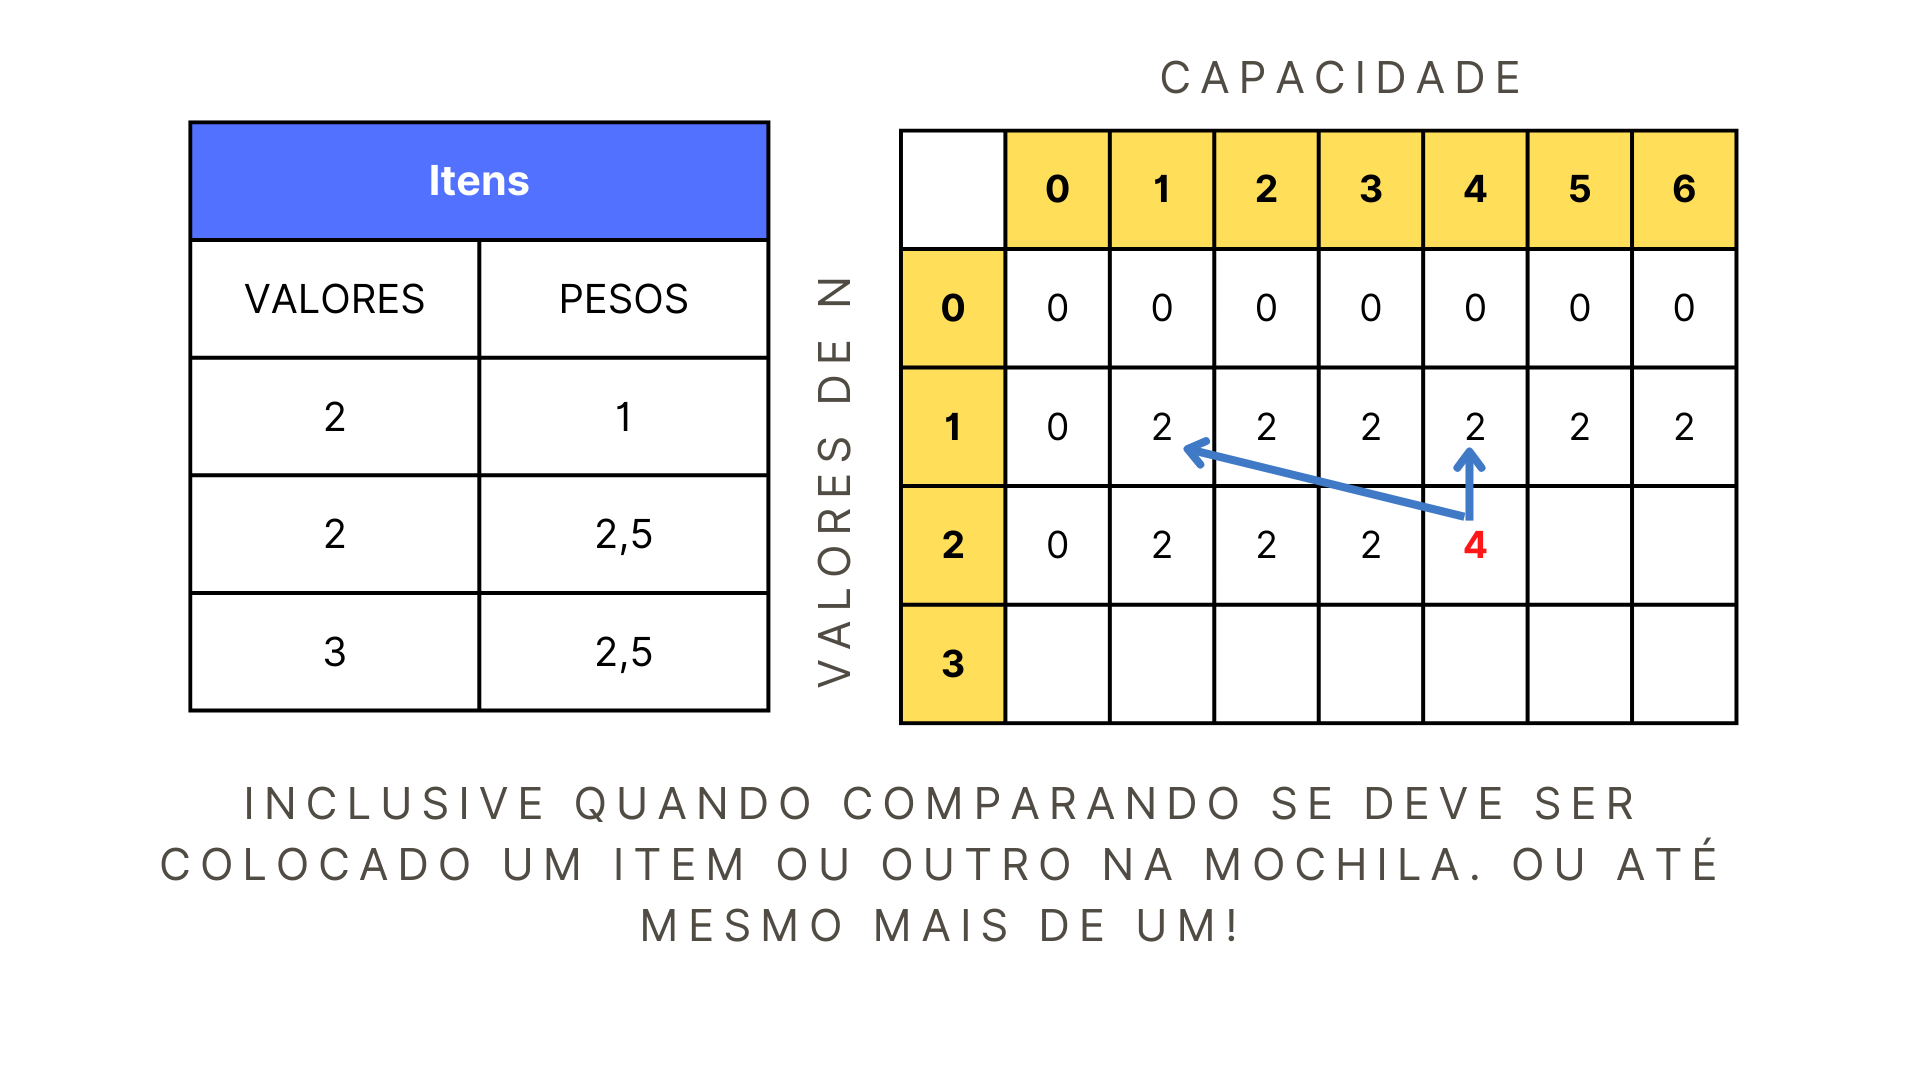 CAPACIDADE
Itens
VALORES PESOS
2 1
2 2,5
3 2,5
VALORES DE N
0 1 2 3 4 5 6
0 0 0 0 0 0 0 0
1 0 2 2 2 2 2 2
2 0 2 2 2 4
3
INCLUSIVE QUANDO COMPARANDO SE DEVE SER
COLOCADO UM ITEM OU OUTRO NA MOCHILA. OU ATÉ
MESMO MAIS DE UM!